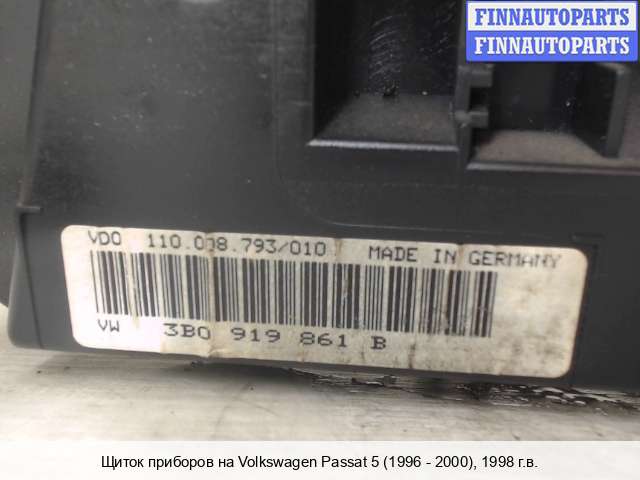 FINNAUTOPARTS
FINNAUTOPARTS
VDO 110.008.793/010 MADE IN GERMANY
VW 3B0 919 861 B
Щиток приборов на Volkswagen Passat 5 (1996 - 2000), 1998 г.в.